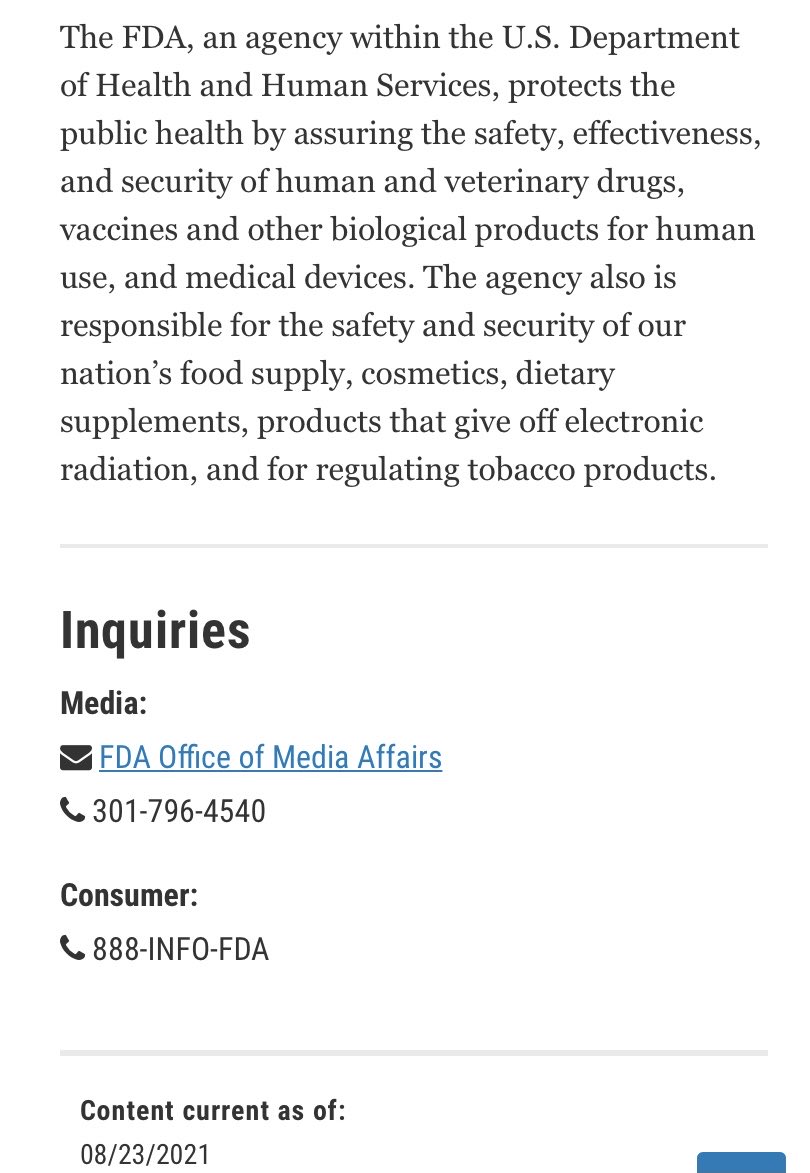 The FDA, an agency within the U.S. Department
of Health and Human Services, protects the
public health by assuring the safety, effectiveness,
and security of human and veterinary drugs,
vaccines and other biological products for human
use, and medical devices. The agency also is
responsible for the safety and security of our
nation’s food supply, cosmetics, dietary
supplements, products that give off electronic
radiation, and for regulating tobacco products.
Inquiries
Media:
FDA Office of Media Affairs
301-796-4540
Consumer:
888-INFO-FDA
Content current as of:
08/23/2021